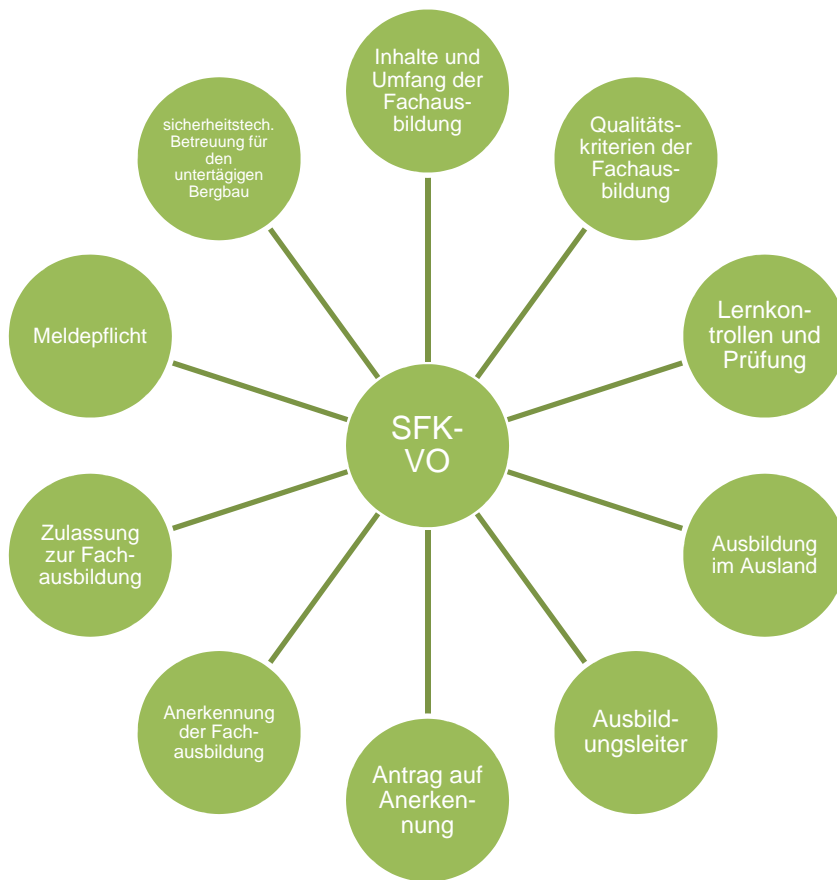 Inhalte und
Umfang der
Fachaus-
bildung
Qualitäts-
kriterien der
Fachaus-
bildung
Lernkon-
trollen und
Prüfung
Ausbildung
im Ausland
Ausbild-
ungsleiter
Antrag auf
Anerken-
nung
Anerkennung
der Fach-
ausbildung
Zulassung
zur Fach-
ausbildung
Meldepflicht
sicherheitstech.
Betreuung für
den
untertägigen
Bergbau
SFK-
VO